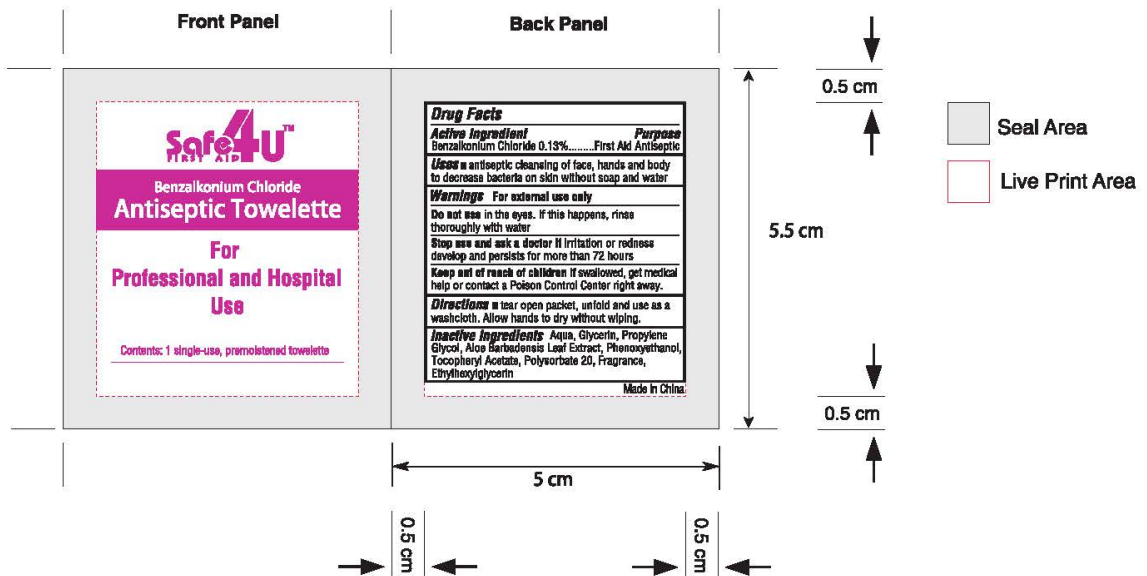 Front Panel
Back Panel
Safe4U™
FIRST AID
Benzalkonium Chloride
Antiseptic Towelette
For
Professional and Hospital
Use
Contents: 1 single-use, premoistened towelette
Drug Facts
Active Ingredient Purpose
Benzalkonium Chloride 0.13%.........First Aid Antiseptic
Uses ■ antiseptic cleansing of face, hands and body
to decrease bacteria on skin without soap and water
Warnings For external use only
Do not use in the eyes. If this happens, rinse
thoroughly with water
Stop use and ask a doctor if irritation or redness
develop and persists for more than 72 hours
Keep out of reach of children If swallowed, get medical
help or contact a Poison Control Center right away.
Directions ■ tear open packet, unfold and use as a
washcloth. Allow hands to dry without wiping.
Inactive Ingredients Aqua, Glycerin, Propylene
Glycol, Aloe Barbadensis Leaf Extract, Phenoxyethanol,
Tocopheryl Acetate, Polysorbate 20, Fragrance,
Ethylhexylglycerin
Made in China
0.5 cm
5.5 cm
0.5 cm
5 cm
0.5 cm
0.5 cm
Seal Area
Live Print Area